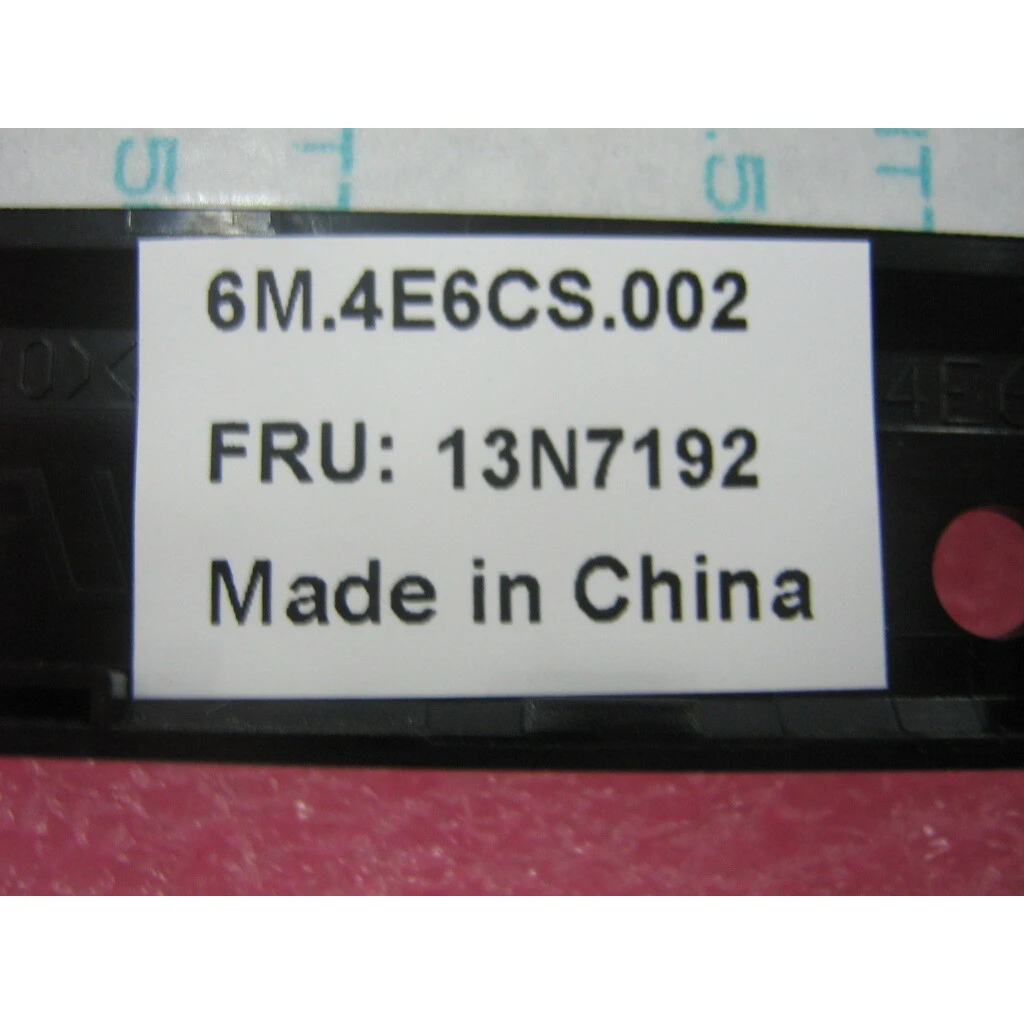 6M.4E6CS.002
FRU: 13N7192
Made in China